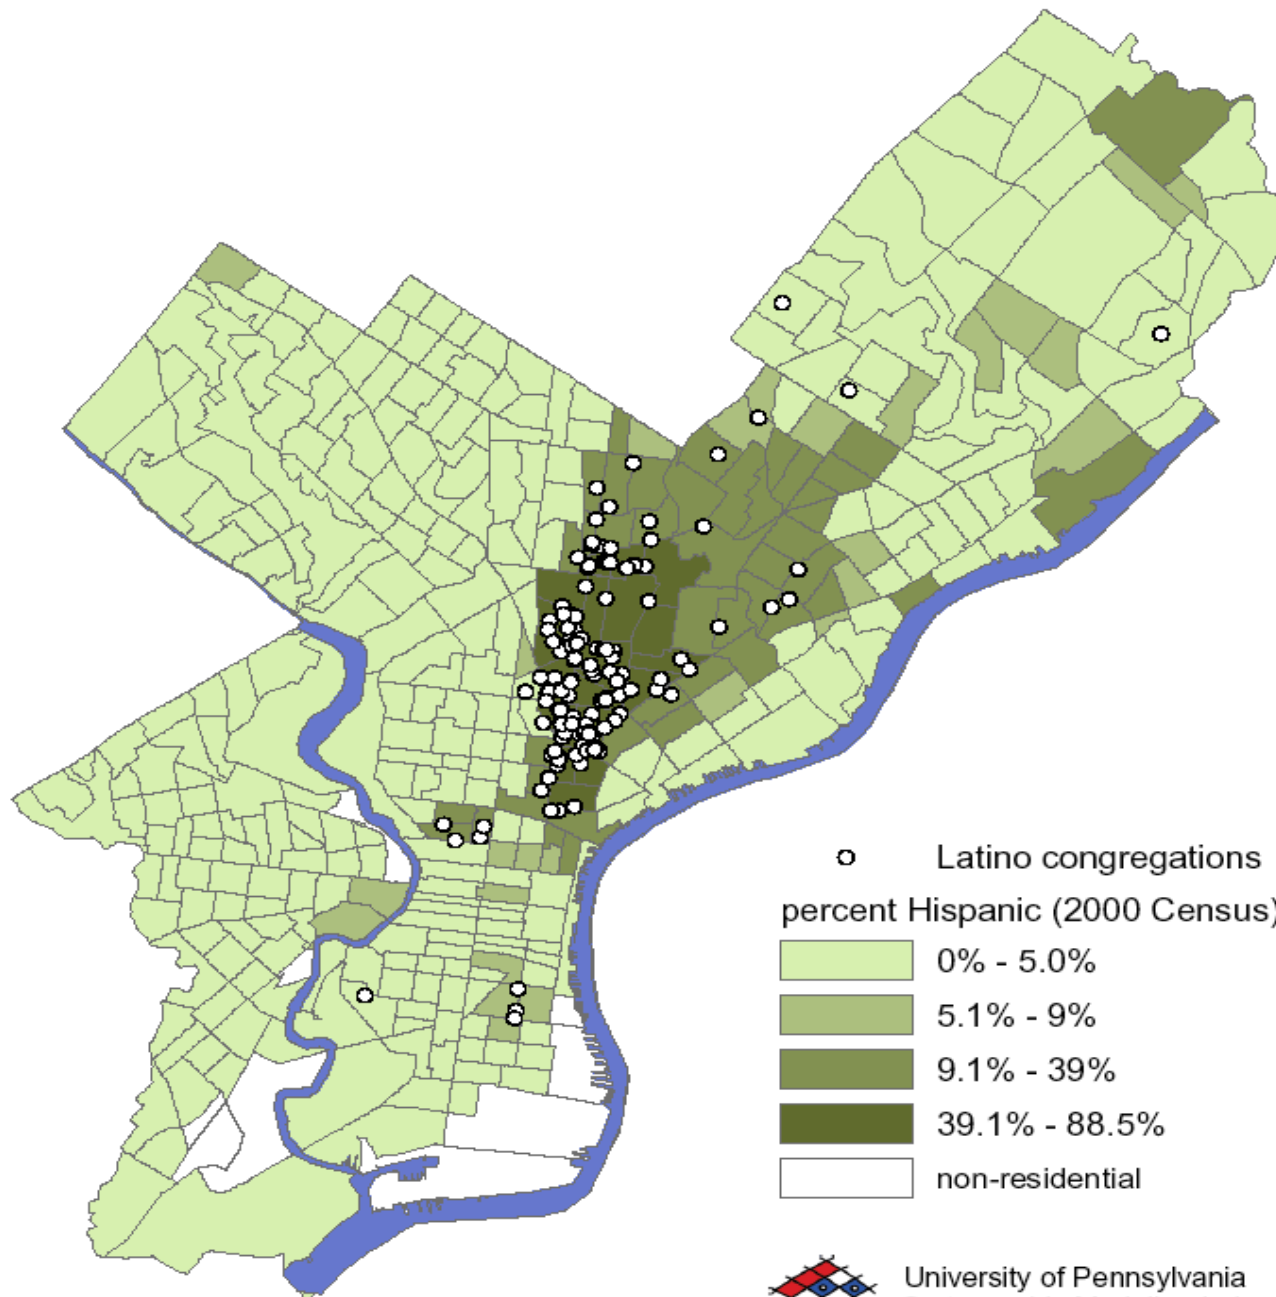 Latino congregations
percent Hispanic (2000 Census)
0% - 5.0%
5.1% - 9%
9.1% - 39%
39.1% - 88.5%
non-residential
University of Pennsylvania